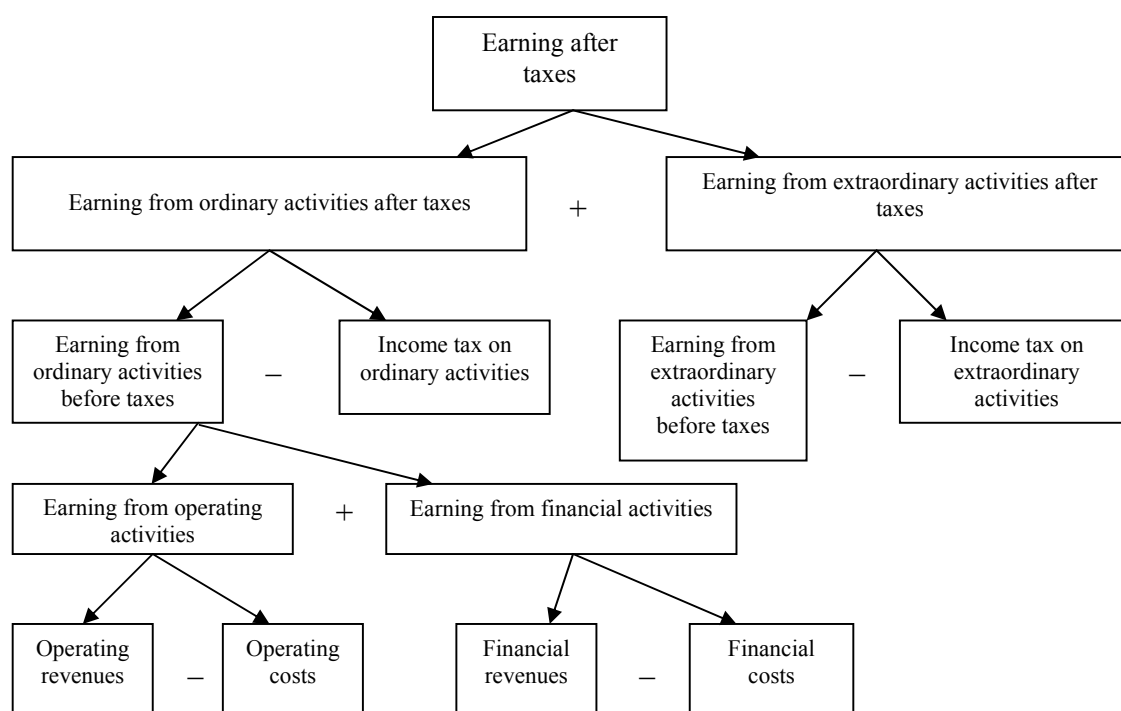 Earning after
taxes
Earning from ordinary activities after taxes
+
Earning from extraordinary activities after
taxes
Earning from
ordinary activities
before taxes
–
Income tax on
ordinary activities
Earning from
extraordinary
activities
before taxes
–
Income tax on
extraordinary
activities
Earning from operating
activities
+
Earning from financial activities
Operating
revenues
–
Operating
costs
Financial
revenues
–
Financial
costs